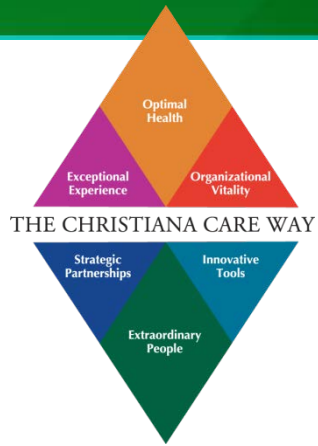 Optimal
Health
Exceptional
Experience
Organizational
Vitality
THE CHRISTIANA CARE WAY
Strategic
Partnerships
Innovative
Tools
Extraordinary
People